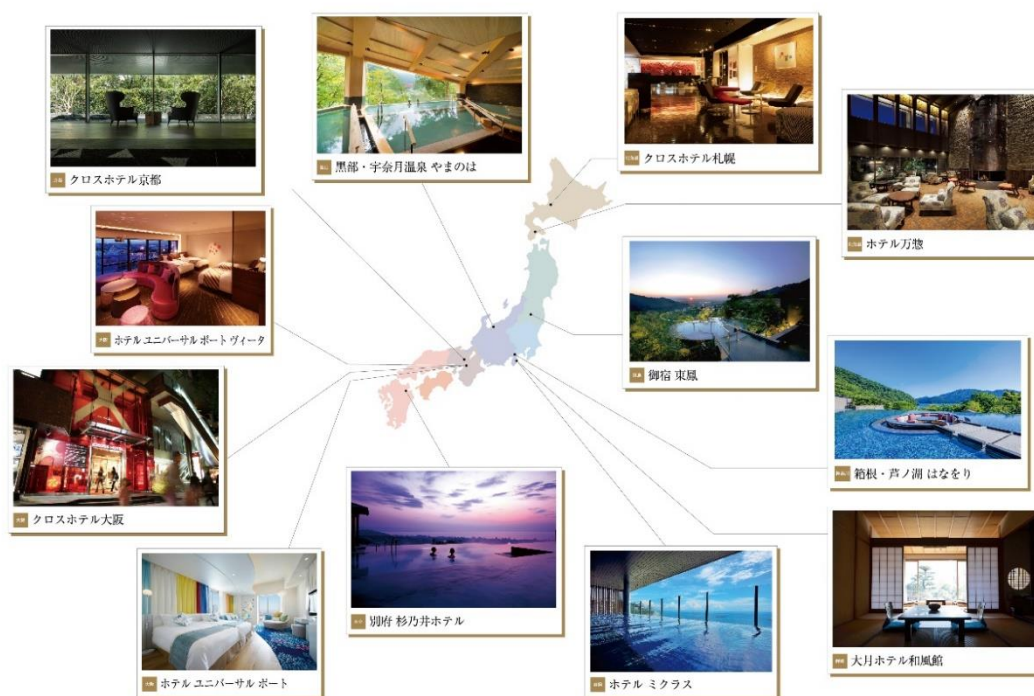 クロスホテル京都
黒部・宇奈月温泉 やまのは
クロスホテル札幌
ホテル万惣
ホテル ユニバーサル ポート ヴィータ
御宿 東鳳
クロスホテル大阪
箱根・芦ノ湖 はなをり
別府 杉乃井ホテル
ホテル ユニバーサル ポート
ホテル ミクラス
大月ホテル和風館